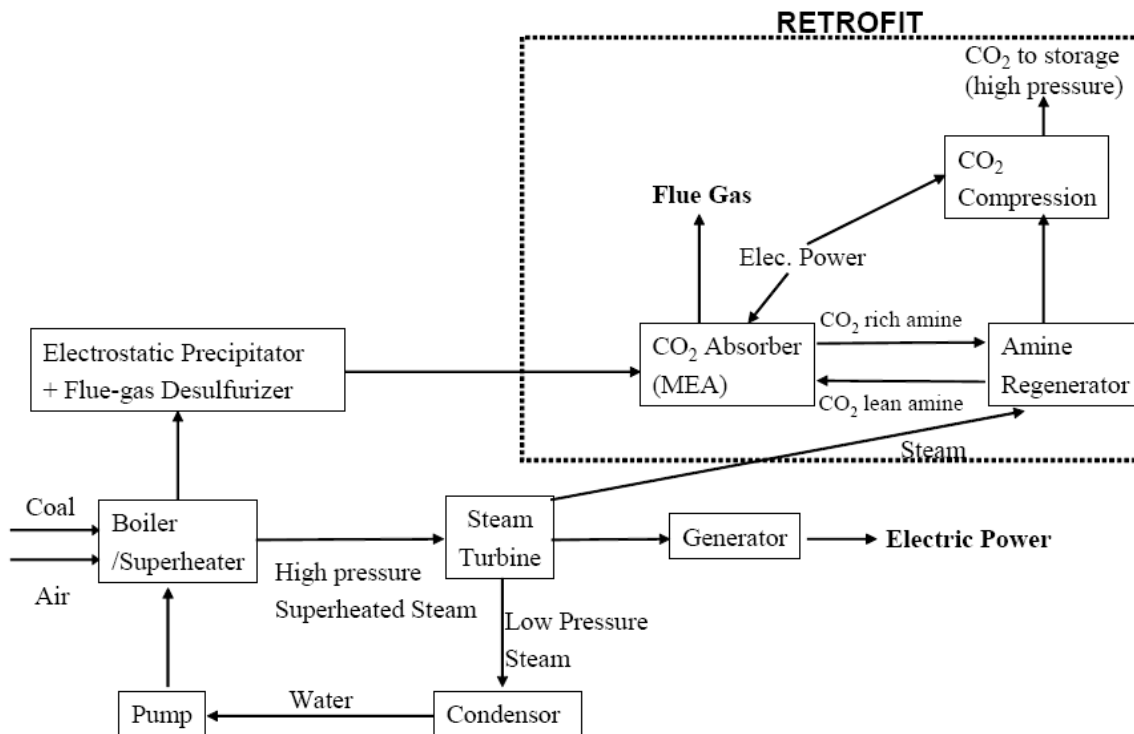 RETROFIT
CO2 to storage
(high pressure)
CO2
Compression
Flue Gas
Elec. Power
CO2 rich amine
Electrostatic Precipitator
+ Flue-gas Desulfurizer
CO2 Absorber
(MEA)
Amine
Regenerator
CO2 lean amine
Steam
Coal
Boiler
/Superheater
Air
Steam
Turbine
Generator
Electric Power
High pressure
Superheated Steam
Low Pressure
Steam
Water
Pump
Condensor